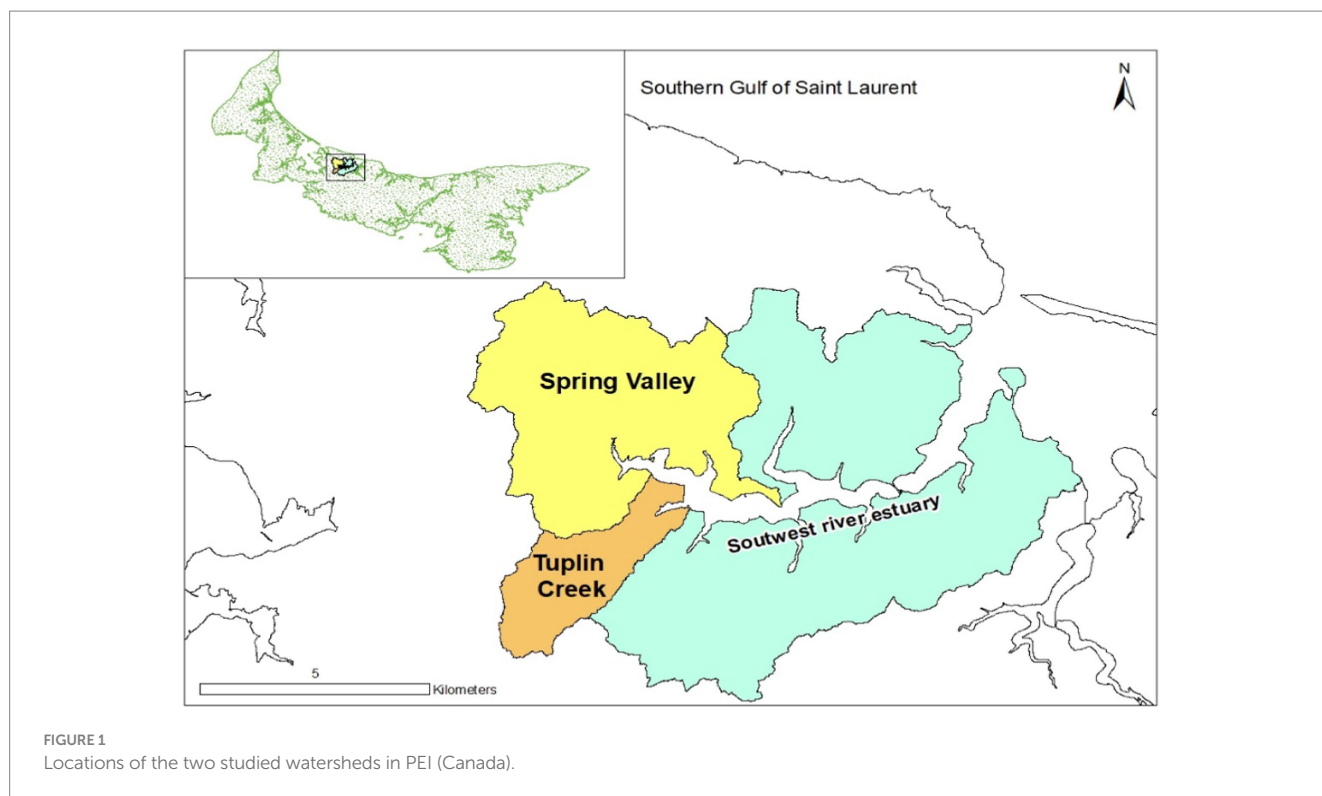 Southern Gulf of Saint Laurent
N
Spring Valley
Soutwest river estuary
Tuplin
Creek
5
Kilometers
FIGURE 1
Locations of the two studied watersheds in PEI (Canada).